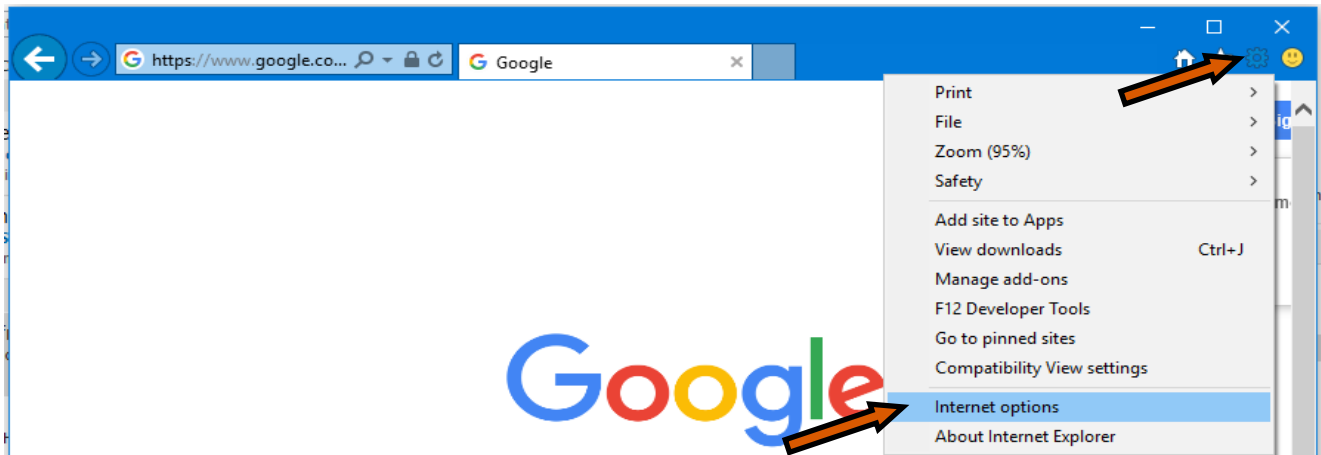 https://www.google.co...
Google
Print
File
Zoom (95%)
Safety
Add site to Apps
View downloads Ctrl+J
Manage add-ons
F12 Developer Tools
Go to pinned sites
Compatibility View settings
Google
Internet options
About Internet Explorer